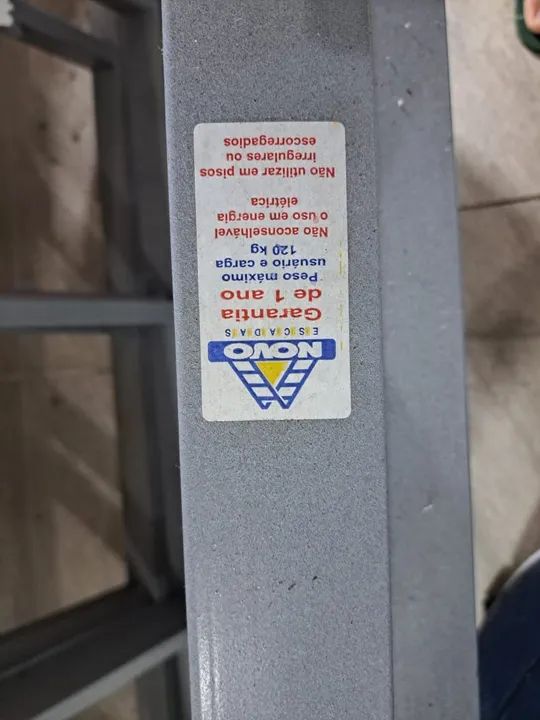 NOVO
ESCADAS
Garantia
de 1 ano
Peso máximo
usuário e carga
120 kg
Não aconselhável
o uso em energia
elétrica
Não utilizar em pisos
irregulares ou
escorregadios